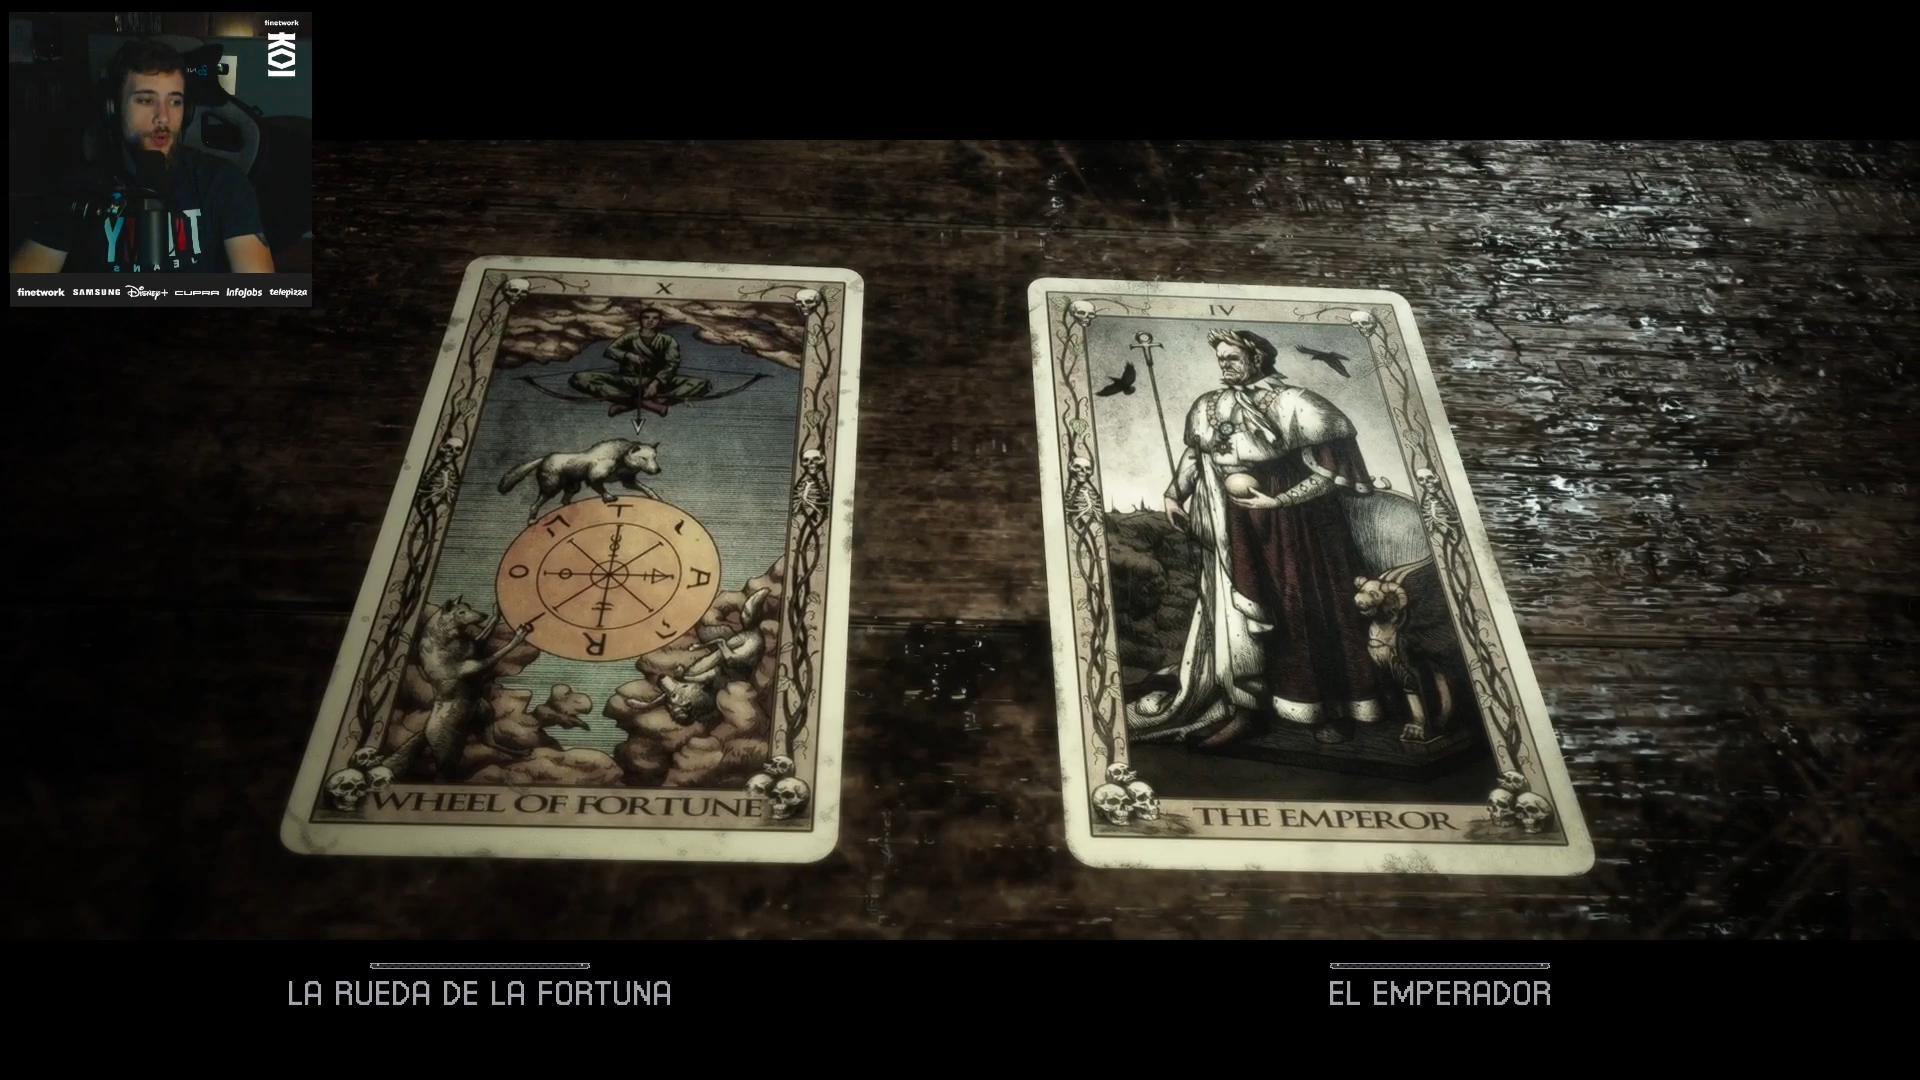 finetwork
KOI
finetwork SAMSUNG Disney+ CUPRA InfoJobs telepizza
X
IV
WHEEL OF FORTUNE
THE EMPEROR
LA RUEDA DE LA FORTUNA
EL EMPERADOR